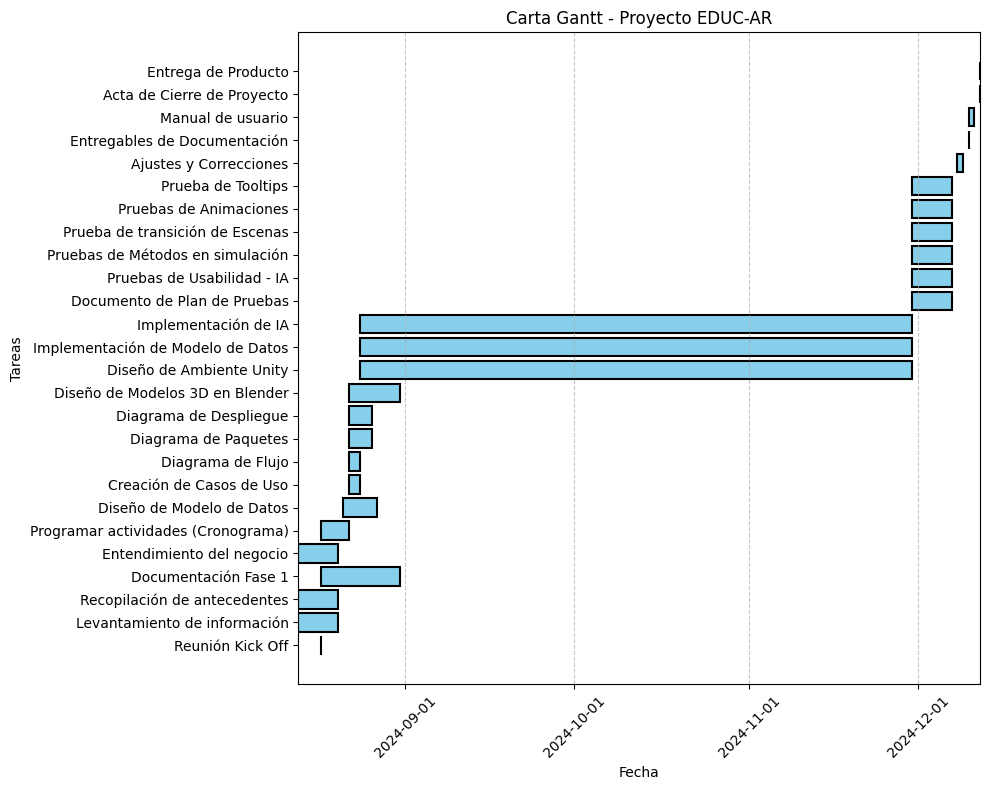 Carta Gantt - Proyecto EDUC-AR
Entrega de Producto
Acta de Cierre de Proyecto
Manual de usuario
Entregables de Documentación
Ajustes y Correcciones
Prueba de Tooltips
Pruebas de Animaciones
Prueba de transición de Escenas
Pruebas de Métodos en simulación
Pruebas de Usabilidad - IA
Documento de Plan de Pruebas
Implementación de IA
Implementación de Modelo de Datos
Diseño de Ambiente Unity
Diseño de Modelos 3D en Blender
Diagrama de Despliegue
Diagrama de Paquetes
Diagrama de Flujo
Creación de Casos de Uso
Diseño de Modelo de Datos
Programar actividades (Cronograma)
Entendimiento del negocio
Documentación Fase 1
Recopilación de antecedentes
Levantamiento de información
Reunión Kick Off
Tareas
2024-09-01
2024-10-01
2024-11-01
2024-12-01
Fecha